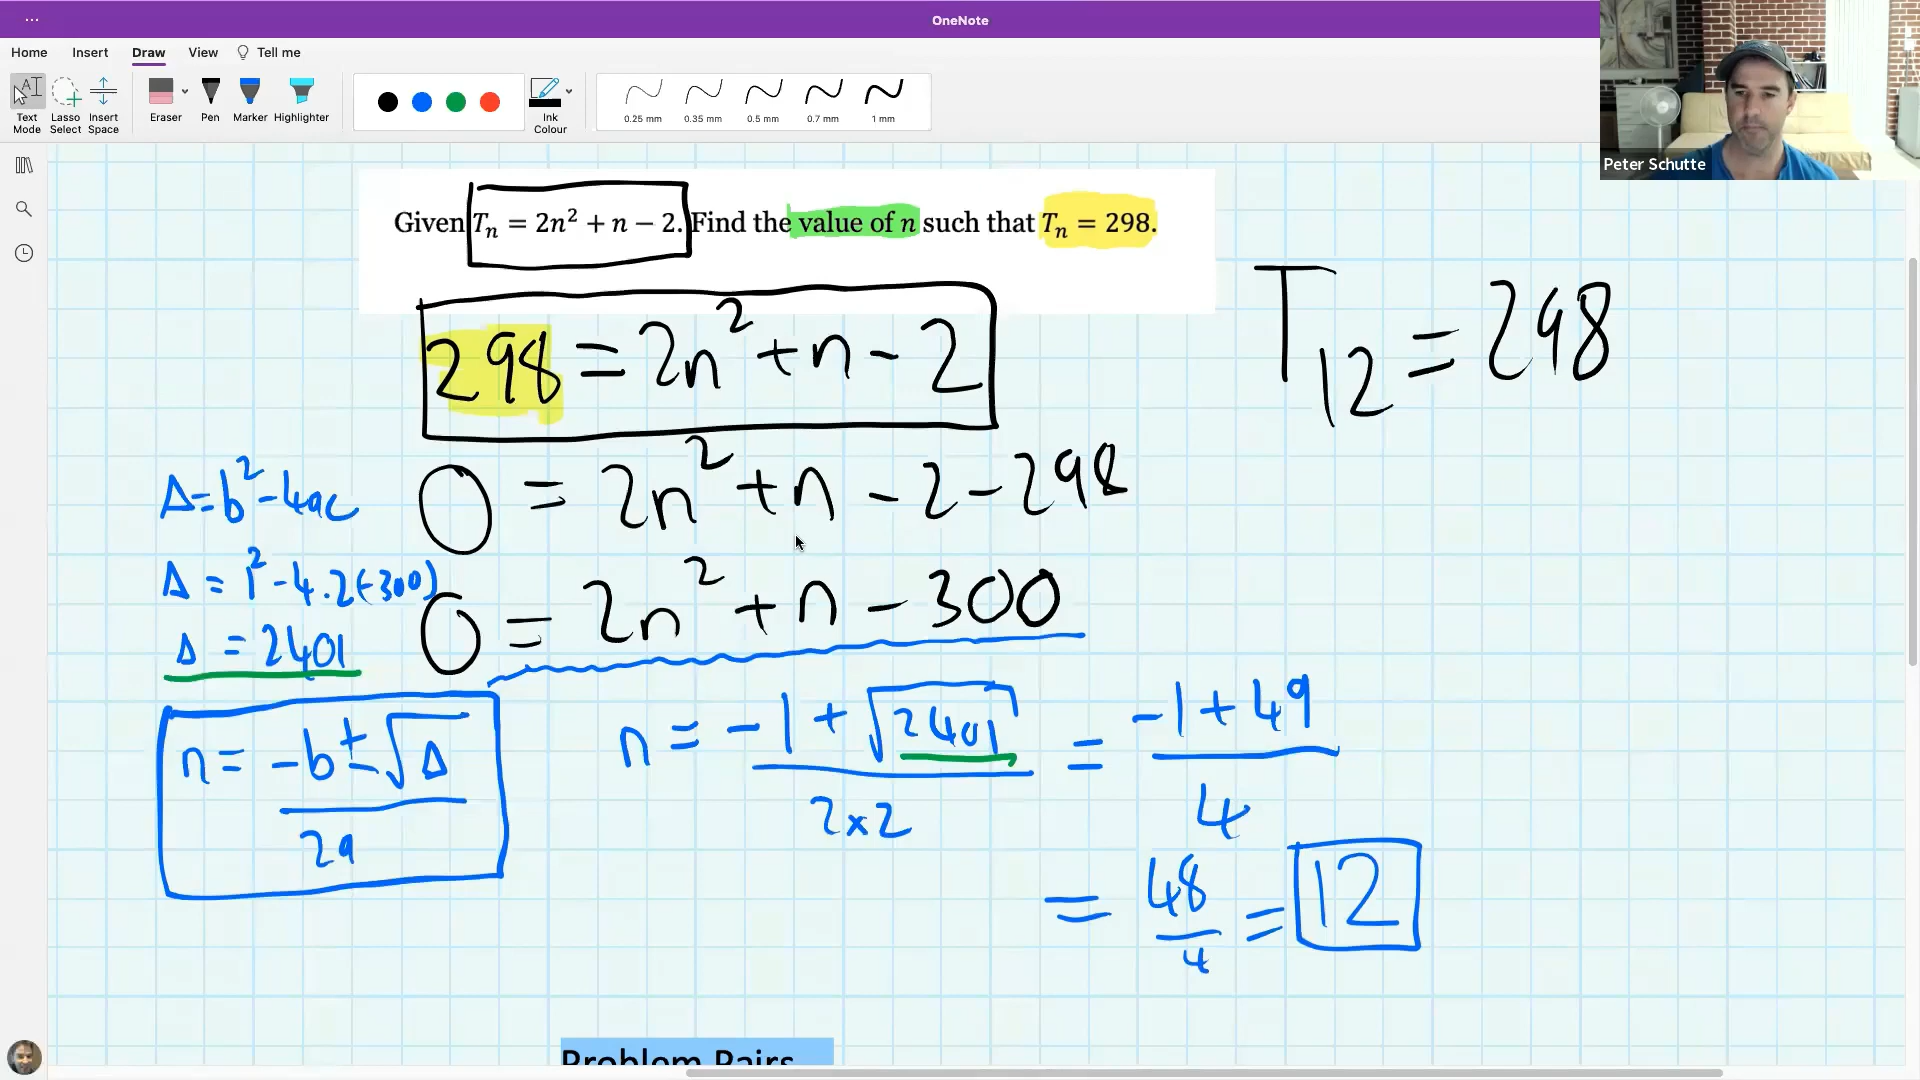 OneNote
Home Insert Draw View Tell me
Text Mode Lasso Select Insert Space Eraser Pen Marker Highlighter Ink Colour 0.25 mm 0.35 mm 0.5 mm 0.7 mm 1 mm
Peter Schutte
Given Tₙ = 2n² + n − 2. Find the value of n such that Tₙ = 298.
298 = 2n² + n - 2
T₁₂ = 298
0 = 2n² + n - 2 - 298
0 = 2n² + n - 300
Δ = b² - 4ac
Δ = 1² - 4.2(-300)
Δ = 2401
n = (-b ± √Δ)/2a
n = (-1 + √2401)/(2×2) = (-1 + 49)/4
= 48/4 = 12
Problem Pairs